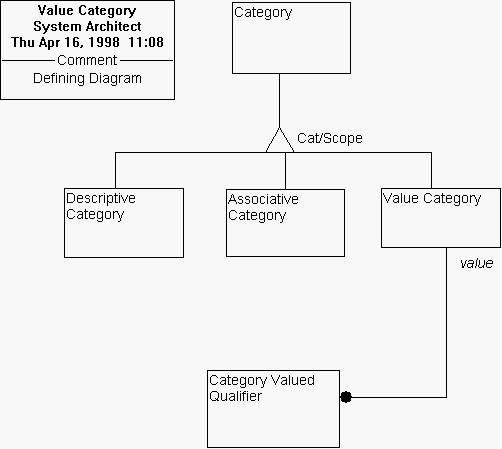 Value Category
System Architect
Thu Apr 16, 1998 11:08
Comment
Defining Diagram
Category
Cat/Scope
Descriptive
Category
Associative
Category
Value Category
value
Category Valued
Qualifier